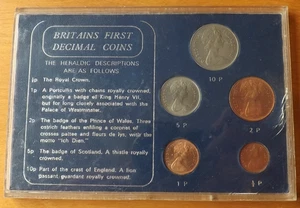 BRITAINS FIRST
DECIMAL COINS
THE HERALDIC DESCRIPTIONS
ARE AS FOLLOWS
½p The Royal Crown.
1p A Portcullis with chains royally crowned,
originally a badge of King Henry VII,
but for long closely associated with the
Palace of Westminster.
2p The badge of the Prince of Wales. Three
ostrich feathers enfiling a coronet of
crosses pattee and fleurs de lys, with the
motto "Ich Dien."
5p The badge of Scotland. A thistle royally
crowned.
10p Part of the crest of England. A lion
passant guardant royally crowned.
10 P
5 P
2 P
1 P
½P